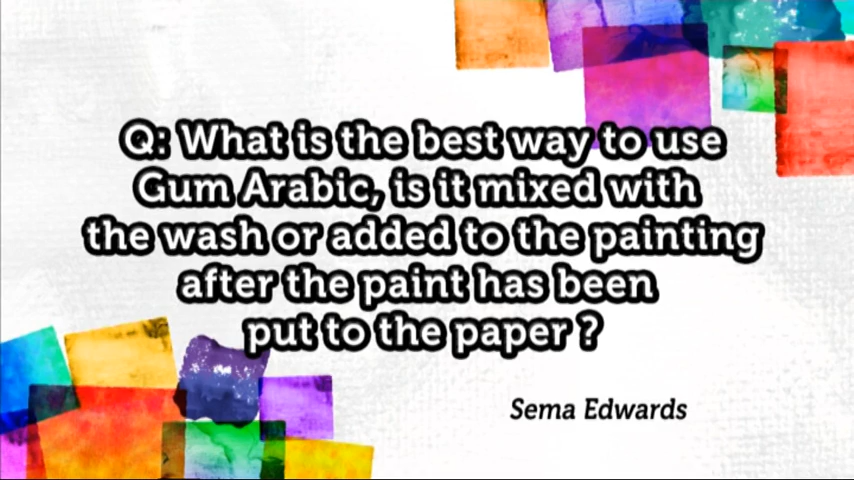 Q: What is the best way to use
Gum Arabic, is it mixed with
the wash or added to the painting
after the paint has been
put to the paper ?
Sema Edwards